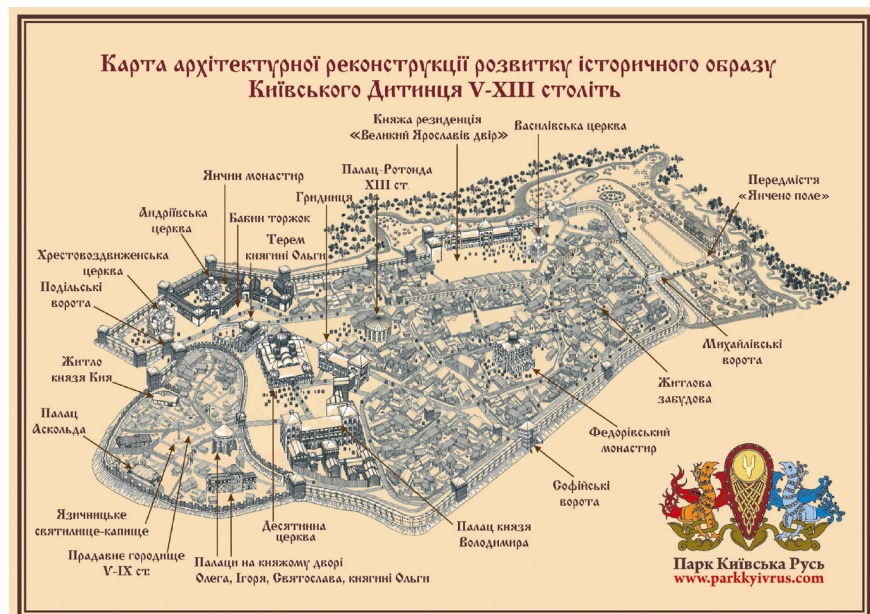 Карта архітектурної реконструкції розвитку історичного образу
Київського Дитинця V-XIII століть
Княжа резиденція
«Великий Ярославів двір»
Василівська церква
Янчин монастир
Палац-Ротонда
XIII ст.
Гридниця
Передмістя
«Янчено поле»
Андріївська
церква
Бабин торжок
Терем
княгині Ольги
Хрестовоздвиженська
церква
Подільські
ворота
Житло
князя Кия
Палац
Аскольда
Язичницьке
святилище-капище
Прадавнє городище
V-IX ст.
Палаци на княжому дворі
Олега, Ігоря, Святослава, княгині Ольги
Десятинна
церква
Палац князя
Володимира
Софійські
ворота
Федорівський
монастир
Житлова
забудова
Михайлівські
ворота
Парк Київська Русь
www.parkkyivrus.com